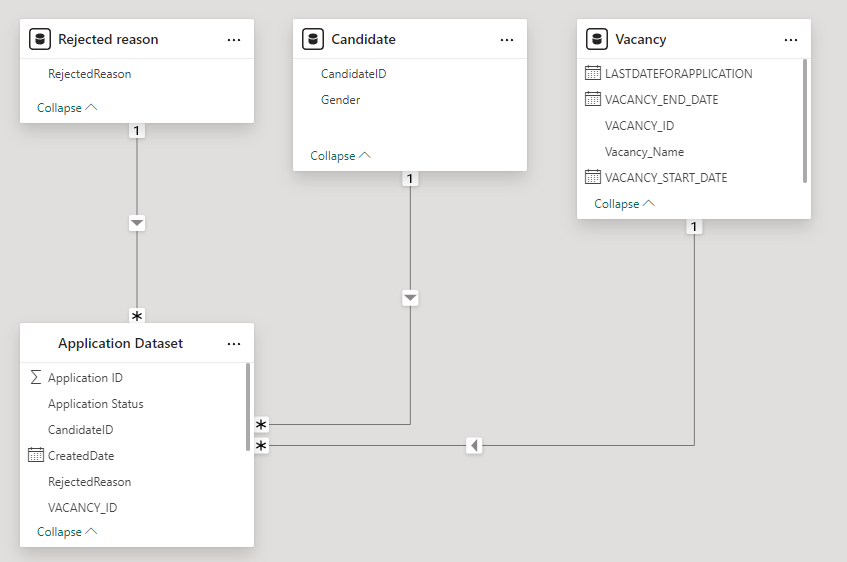 Rejected reason ...
RejectedReason
Collapse
Candidate ...
CandidateID
Gender
Collapse
Vacancy ...
LASTDATEFORAPPLICATION
VACANCY_END_DATE
VACANCY_ID
Vacancy_Name
VACANCY_START_DATE
Collapse
1
1
1
*
Application Dataset ...
Σ Application ID
Application Status
CandidateID
CreatedDate
RejectedReason
VACANCY_ID
Collapse
*
*